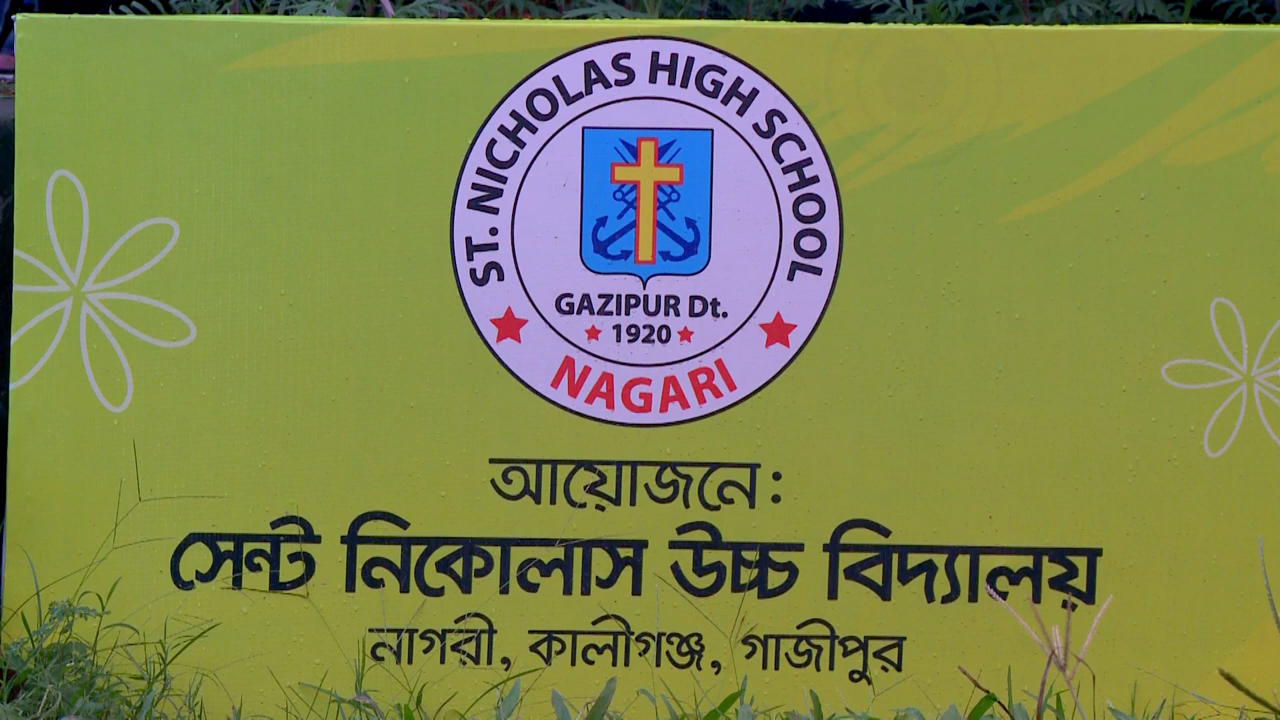 ST. NICHOLAS HIGH SCHOOL
GAZIPUR Dt.
1920
NAGARI
আয়োজনে:
সেন্ট নিকোলাস উচ্চ বিদ্যালয়
নাগরী, কালীগঞ্জ, গাজীপুর